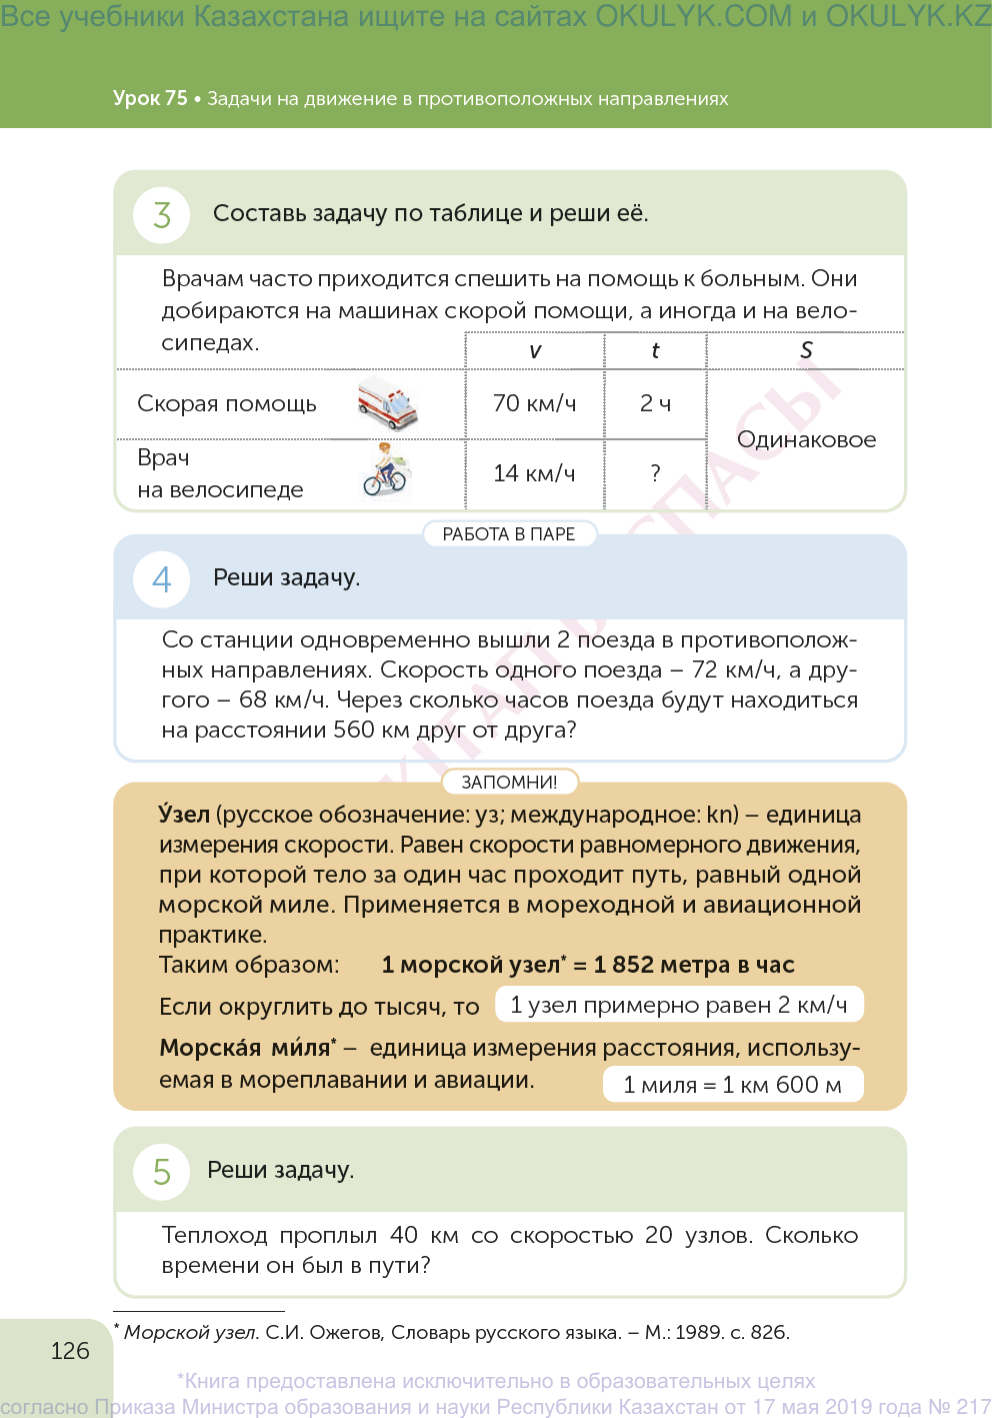 Все учебники Казахстана ищите на сайтах OKULYK.COM и OKULYK.KZ
Урок 75 • Задачи на движение в противоположных направлениях
3 Составь задачу по таблице и реши её.
Врачам часто приходится спешить на помощь к больным. Они
добираются на машинах скорой помощи, а иногда и на вело-
сипедах.
v t S
Скорая помощь 70 км/ч 2 ч
Одинаковое
Врач
на велосипеде 14 км/ч ?
РАБОТА В ПАРЕ
4 Реши задачу.
Со станции одновременно вышли 2 поезда в противополож-
ных направлениях. Скорость одного поезда – 72 км/ч, а дру-
гого – 68 км/ч. Через сколько часов поезда будут находиться
на расстоянии 560 км друг от друга?
ЗАПОМНИ!
У́зел (русское обозначение: уз; международное: kn) – единица
измерения скорости. Равен скорости равномерного движения,
при которой тело за один час проходит путь, равный одной
морской миле. Применяется в мореходной и авиационной
практике.
Таким образом: 1 морской узел* = 1 852 метра в час
Если округлить до тысяч, то 1 узел примерно равен 2 км/ч
Морска́я ми́ля* – единица измерения расстояния, использу-
емая в мореплавании и авиации. 1 миля = 1 км 600 м
5 Реши задачу.
Теплоход проплыл 40 км со скоростью 20 узлов. Сколько
времени он был в пути?
* Морской узел. С.И. Ожегов, Словарь русского языка. – М.: 1989. с. 826.
126
*Книга предоставлена исключительно в образовательных целях
согласно Приказа Министра образования и науки Республики Казахстан от 17 мая 2019 года № 217